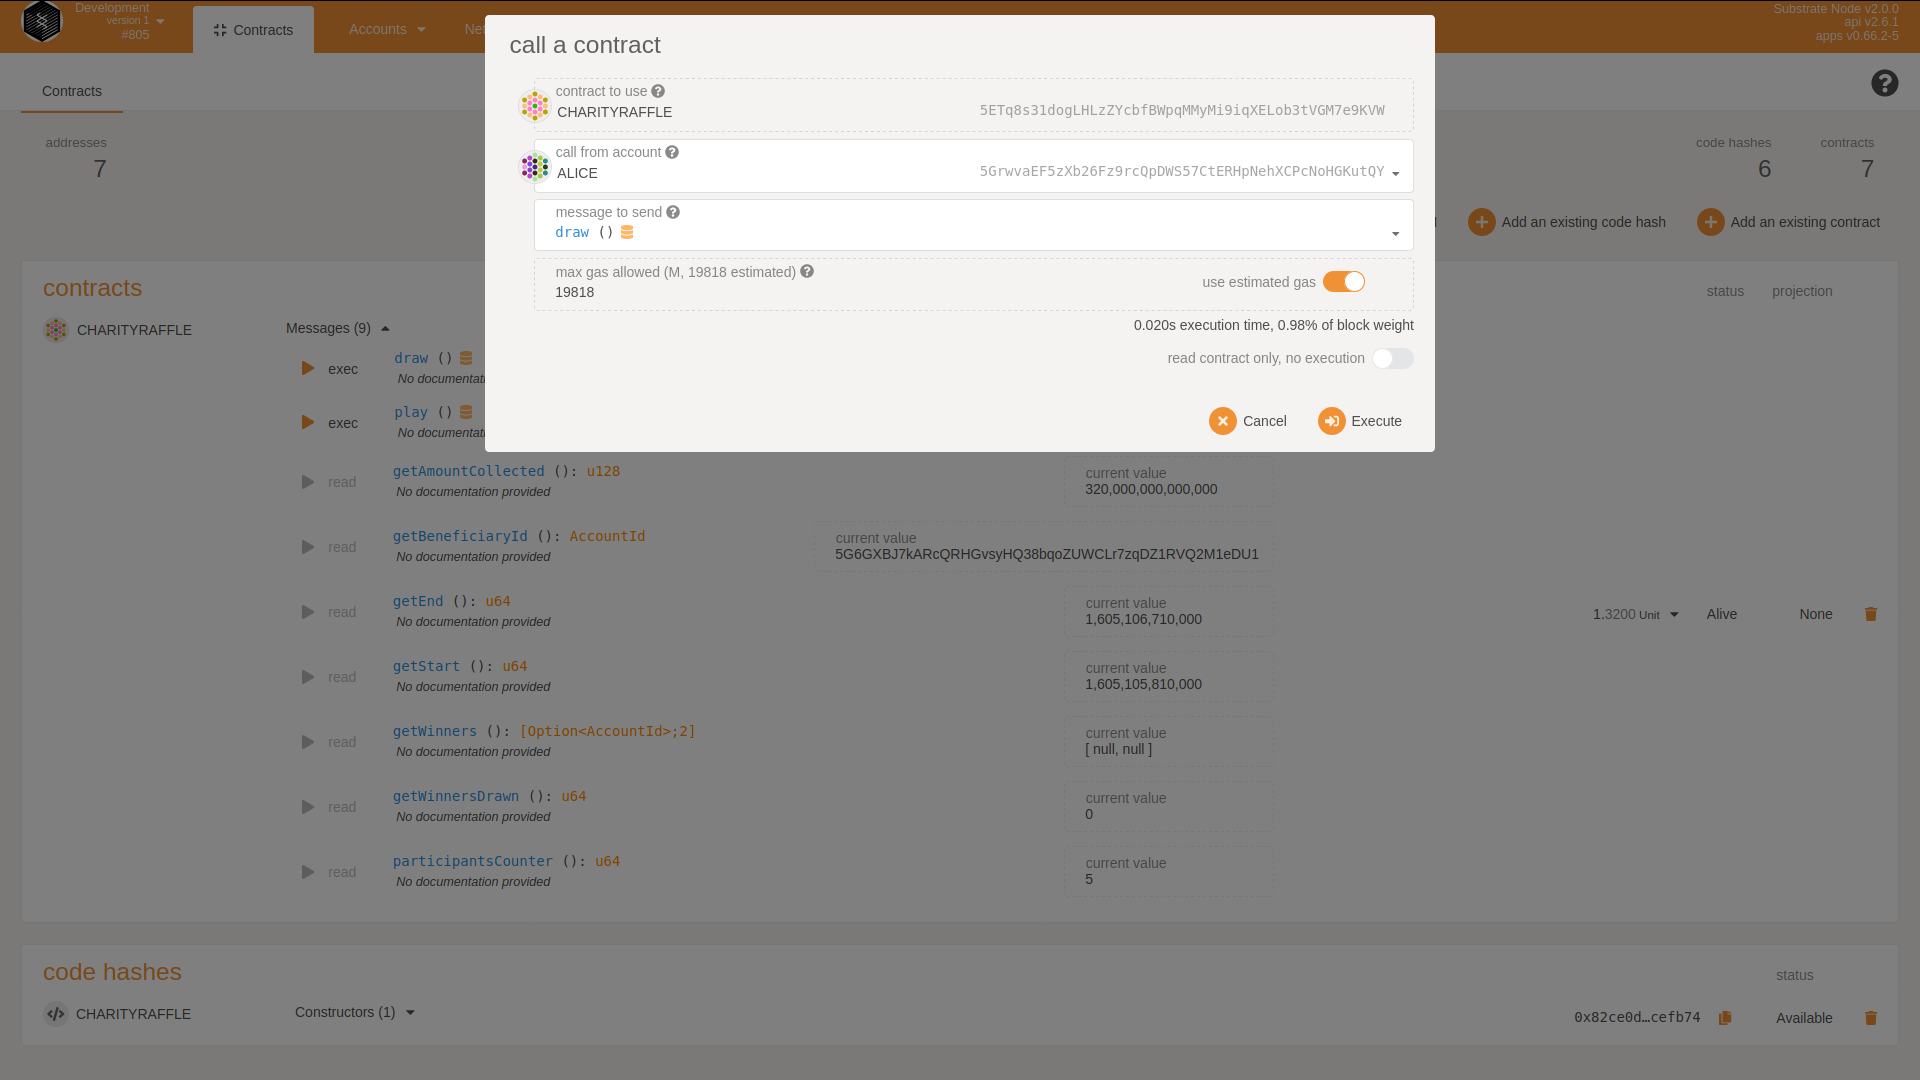 Development
version 1
#805
Contracts
Accounts
Substrate Node v2.0.0
api v2.6.1
apps v0.66.2-5
Contracts
addresses
7
code hashes
6
contracts
7
Add an existing code hash
Add an existing contract
call a contract
contract to use
CHARITYRAFFLE
5ETq8s31dogLHLzZYcbfBWpqMMyMi9iqXELob3tVGM7e9KVW
call from account
ALICE
5GrwvaEF5zXb26Fz9rcQpDWS57CtERHpNehXCPcNoHGKutQY
message to send
draw ()
max gas allowed (M, 19818 estimated)
19818
use estimated gas
0.020s execution time, 0.98% of block weight
read contract only, no execution
Cancel
Execute
contracts
status
projection
CHARITYRAFFLE
Messages (9)
exec
draw ()
No documentati
exec
play ()
No documentati
read
getAmountCollected (): u128
No documentation provided
current value
320,000,000,000,000
read
getBeneficiaryId (): AccountId
No documentation provided
current value
5G6GXBJ7kARcQRHGvsyHQ38bqoZUWCLr7zqDZ1RVQ2M1eDU1
read
getEnd (): u64
No documentation provided
current value
1,605,106,710,000
1.3200 Unit
Alive
None
read
getStart (): u64
No documentation provided
current value
1,605,105,810,000
read
getWinners (): [Option<AccountId>;2]
No documentation provided
current value
[ null, null ]
read
getWinnersDrawn (): u64
No documentation provided
current value
0
read
participantsCounter (): u64
No documentation provided
current value
5
code hashes
status
CHARITYRAFFLE
Constructors (1)
0x82ce0d…cefb74
Available